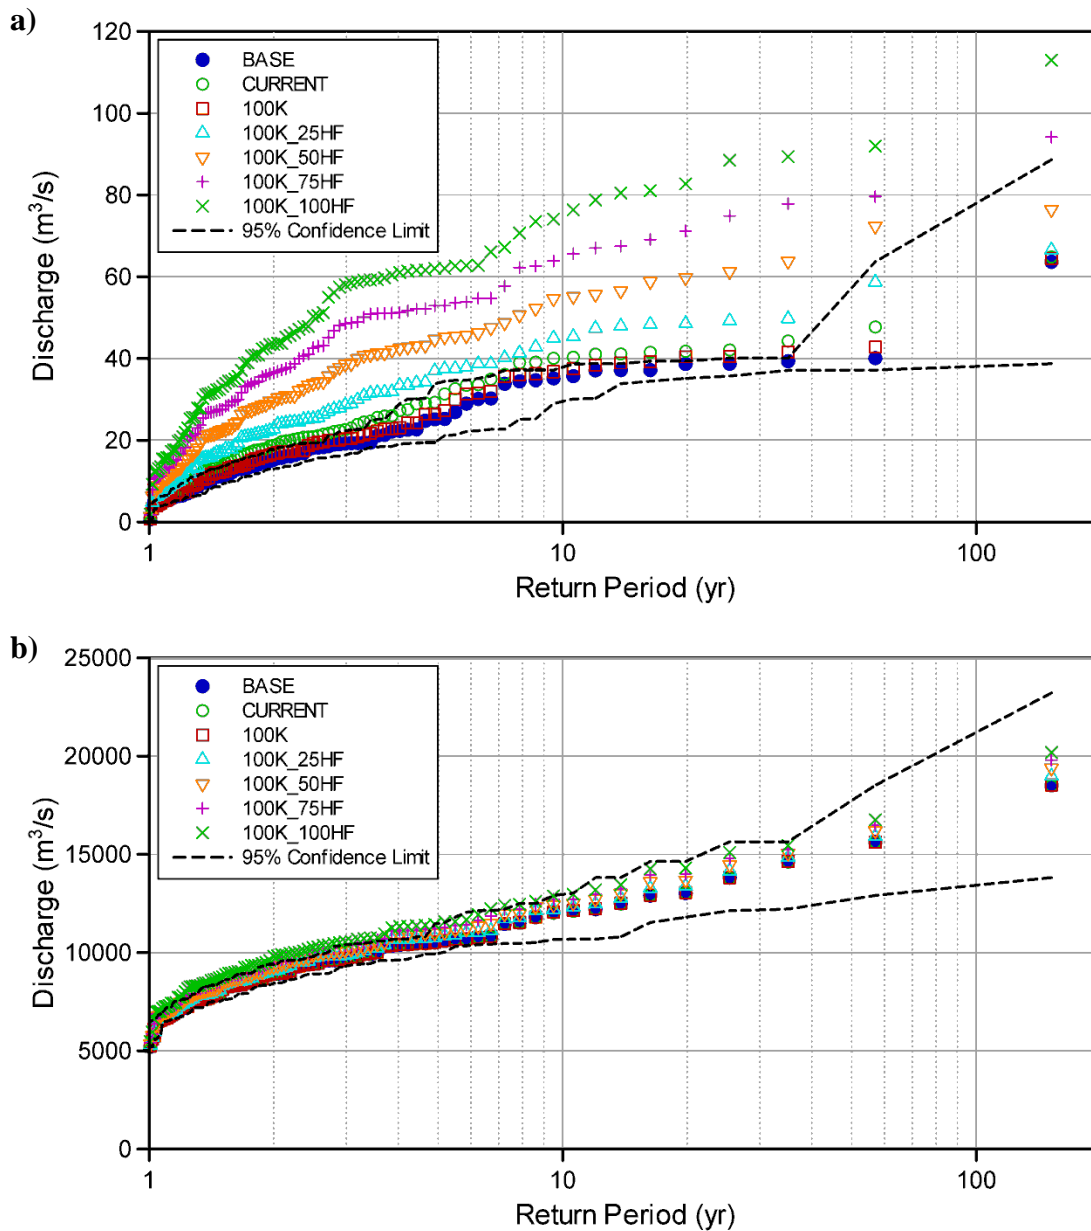 a)
120
100
80
60
40
20
0
Discharge (m³/s)
BASE
CURRENT
100K
100K_25HF
100K_50HF
100K_75HF
100K_100HF
95% Confidence Limit
1
10
100
Return Period (yr)
b)
25000
20000
15000
10000
5000
0
Discharge (m³/s)
BASE
CURRENT
100K
100K_25HF
100K_50HF
100K_75HF
100K_100HF
95% Confidence Limit
1
10
100
Return Period (yr)